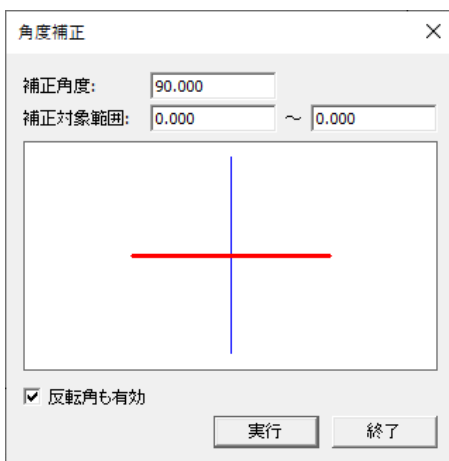 角度補正
補正角度: 90.000
補正対象範囲: 0.000 ～ 0.000
反転角も有効
実行 終了